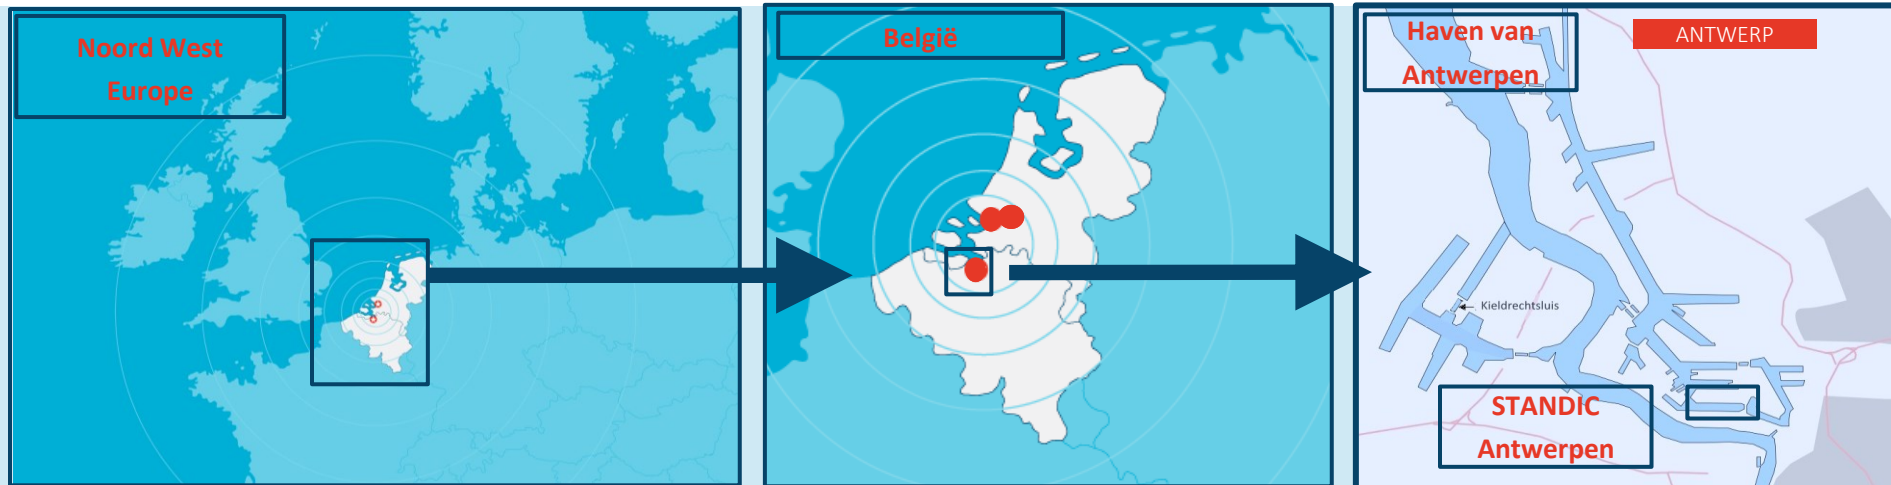 Noord West
Europe
België
Haven van
Antwerpen
ANTWERP
Kieldrechtsluis
STANDIC
Antwerpen